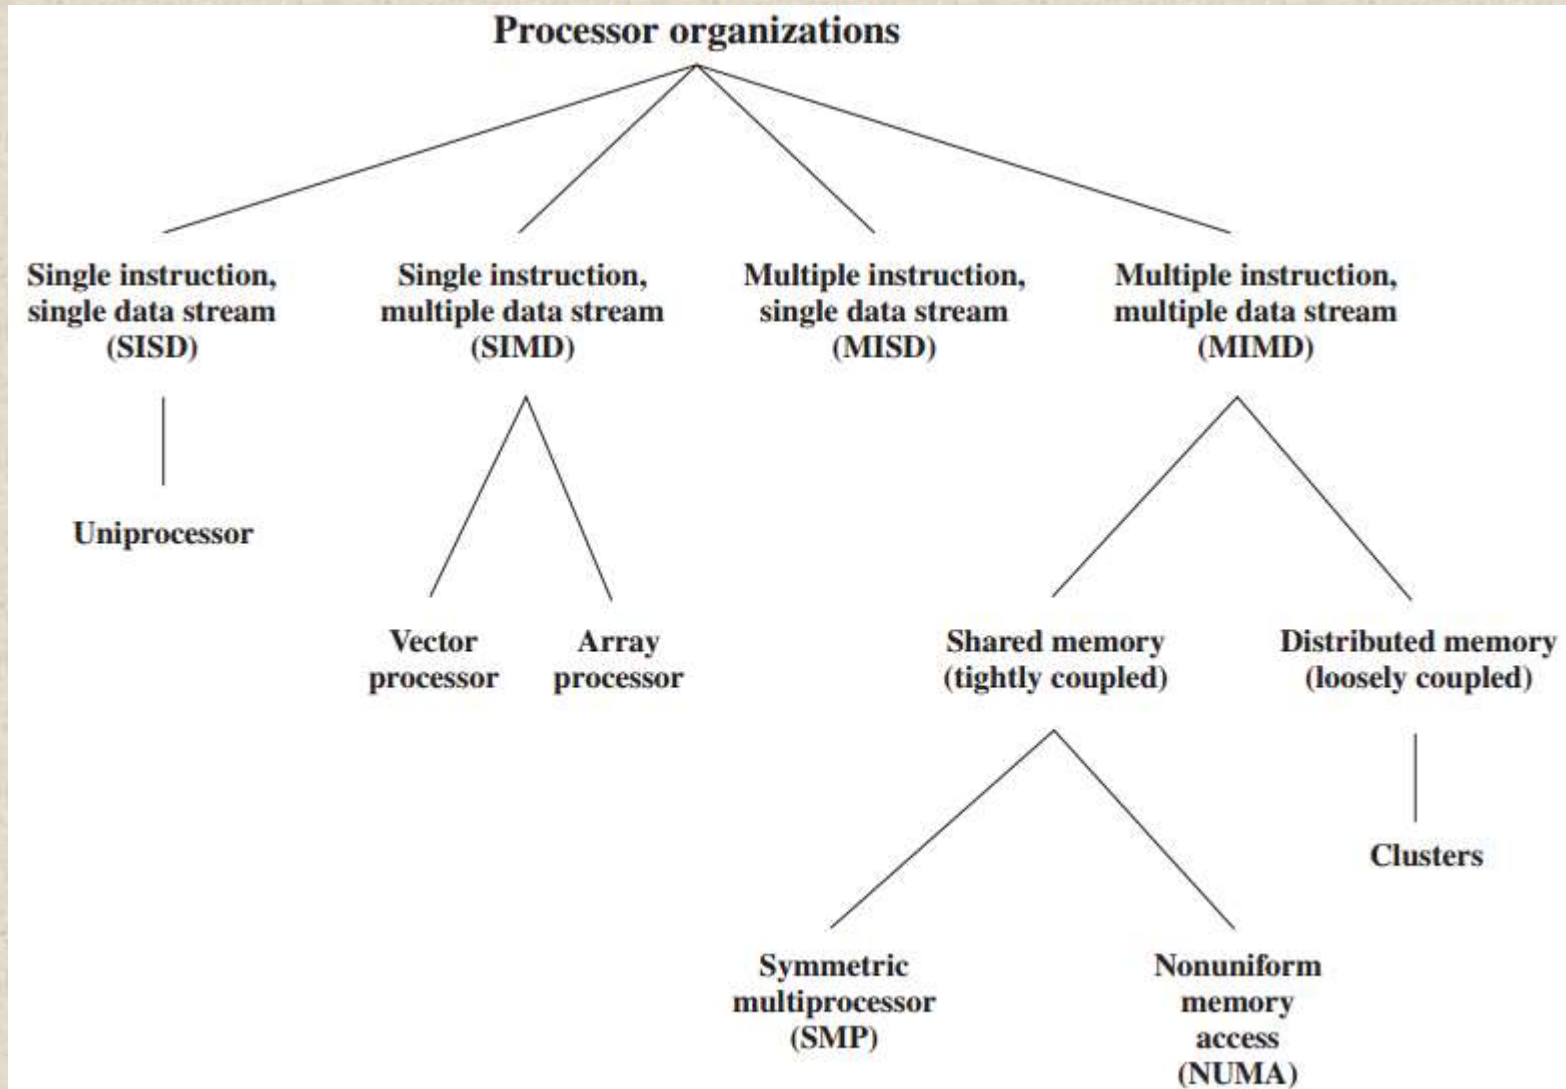 Processor organizations
Single instruction,
single data stream
(SISD)
Single instruction,
multiple data stream
(SIMD)
Multiple instruction,
single data stream
(MISD)
Multiple instruction,
multiple data stream
(MIMD)
Uniprocessor
Vector
processor
Array
processor
Shared memory
(tightly coupled)
Distributed memory
(loosely coupled)
Clusters
Symmetric
multiprocessor
(SMP)
Nonuniform
memory
access
(NUMA)